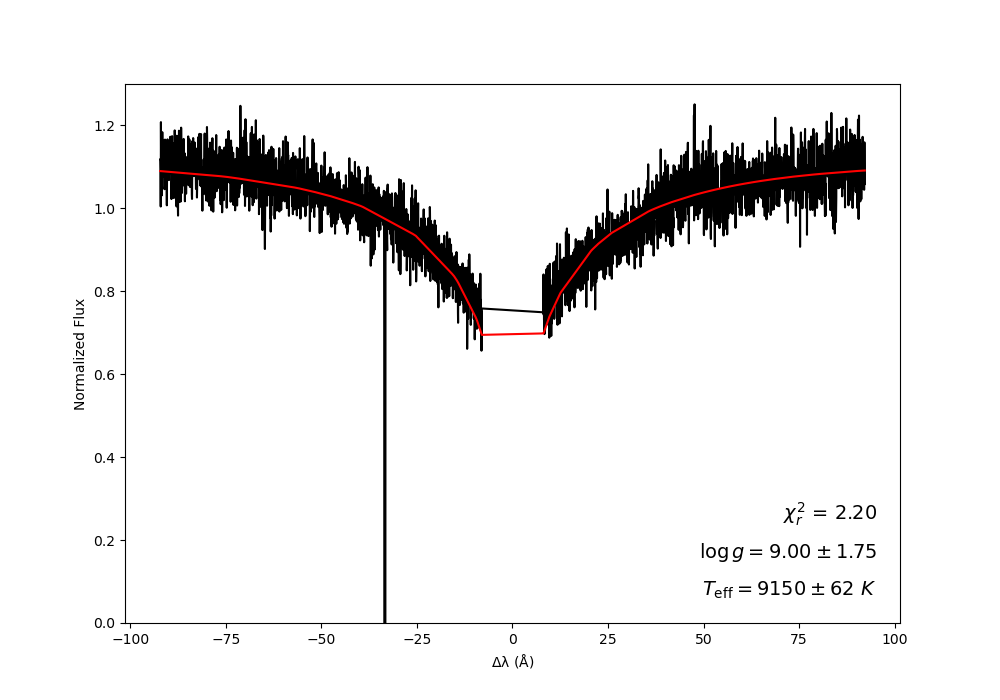 1.2
1.0
0.8
0.6
0.4
0.2
0.0
Normalized Flux
χ²ᵣ = 2.20
log g = 9.00 ± 1.75
T_eff = 9150 ± 62 K
−100 −75 −50 −25 0 25 50 75 100
Δλ (Å)